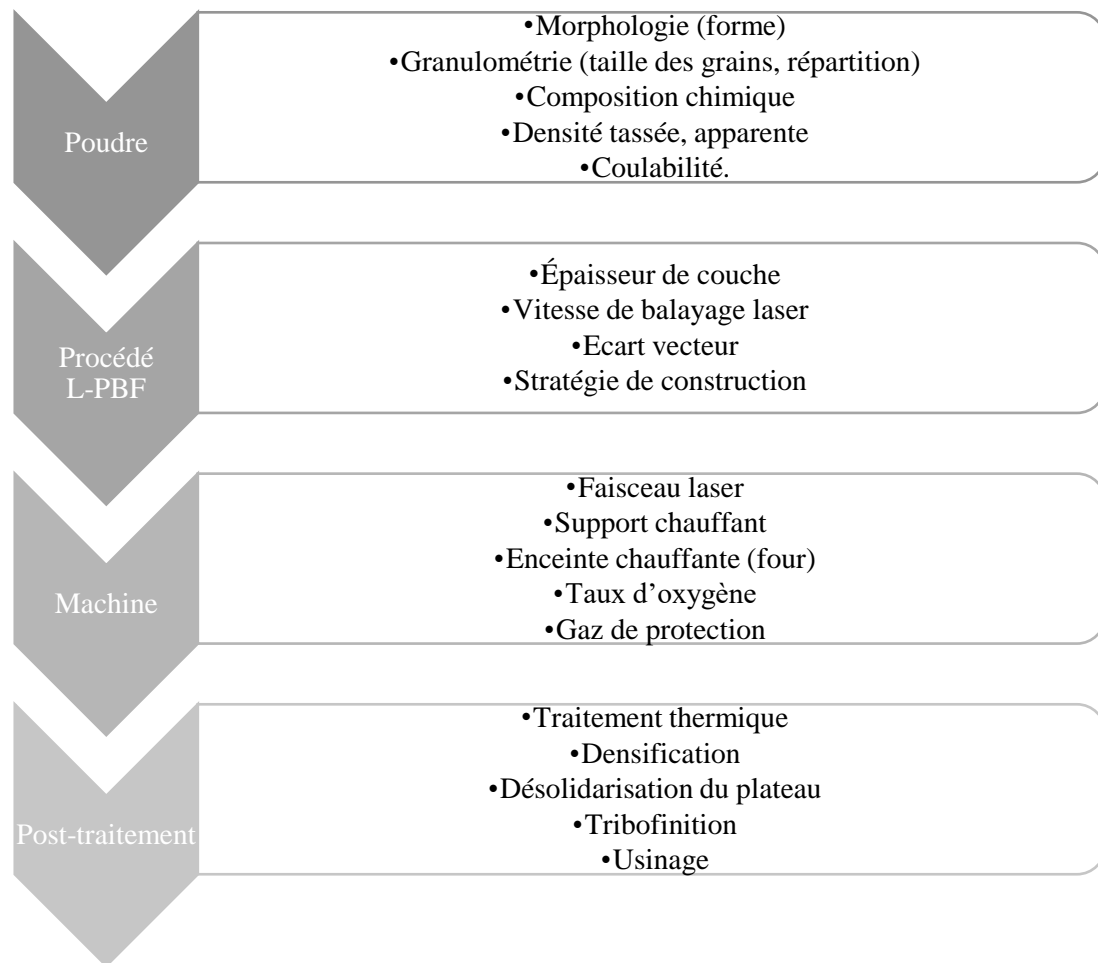 Poudre
•Morphologie (forme)
•Granulométrie (taille des grains, répartition)
•Composition chimique
•Densité tassée, apparente
•Coulabilité.
Procédé
L-PBF
•Épaisseur de couche
•Vitesse de balayage laser
•Ecart vecteur
•Stratégie de construction
Machine
•Faisceau laser
•Support chauffant
•Enceinte chauffante (four)
•Taux d’oxygène
•Gaz de protection
Post-traitement
•Traitement thermique
•Densification
•Désolidarisation du plateau
•Tribofinition
•Usinage